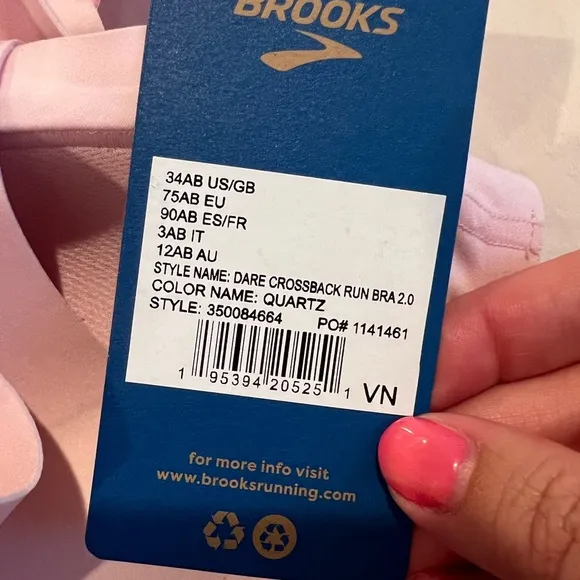 BROOKS
34AB US/GB
75AB EU
90AB ES/FR
3AB IT
12AB AU
STYLE NAME: DARE CROSSBACK RUN BRA 2.0
COLOR NAME: QUARTZ
STYLE: 350084664 PO# 1141461
1 95394 20525 1 VN
for more info visit
www.brooksrunning.com